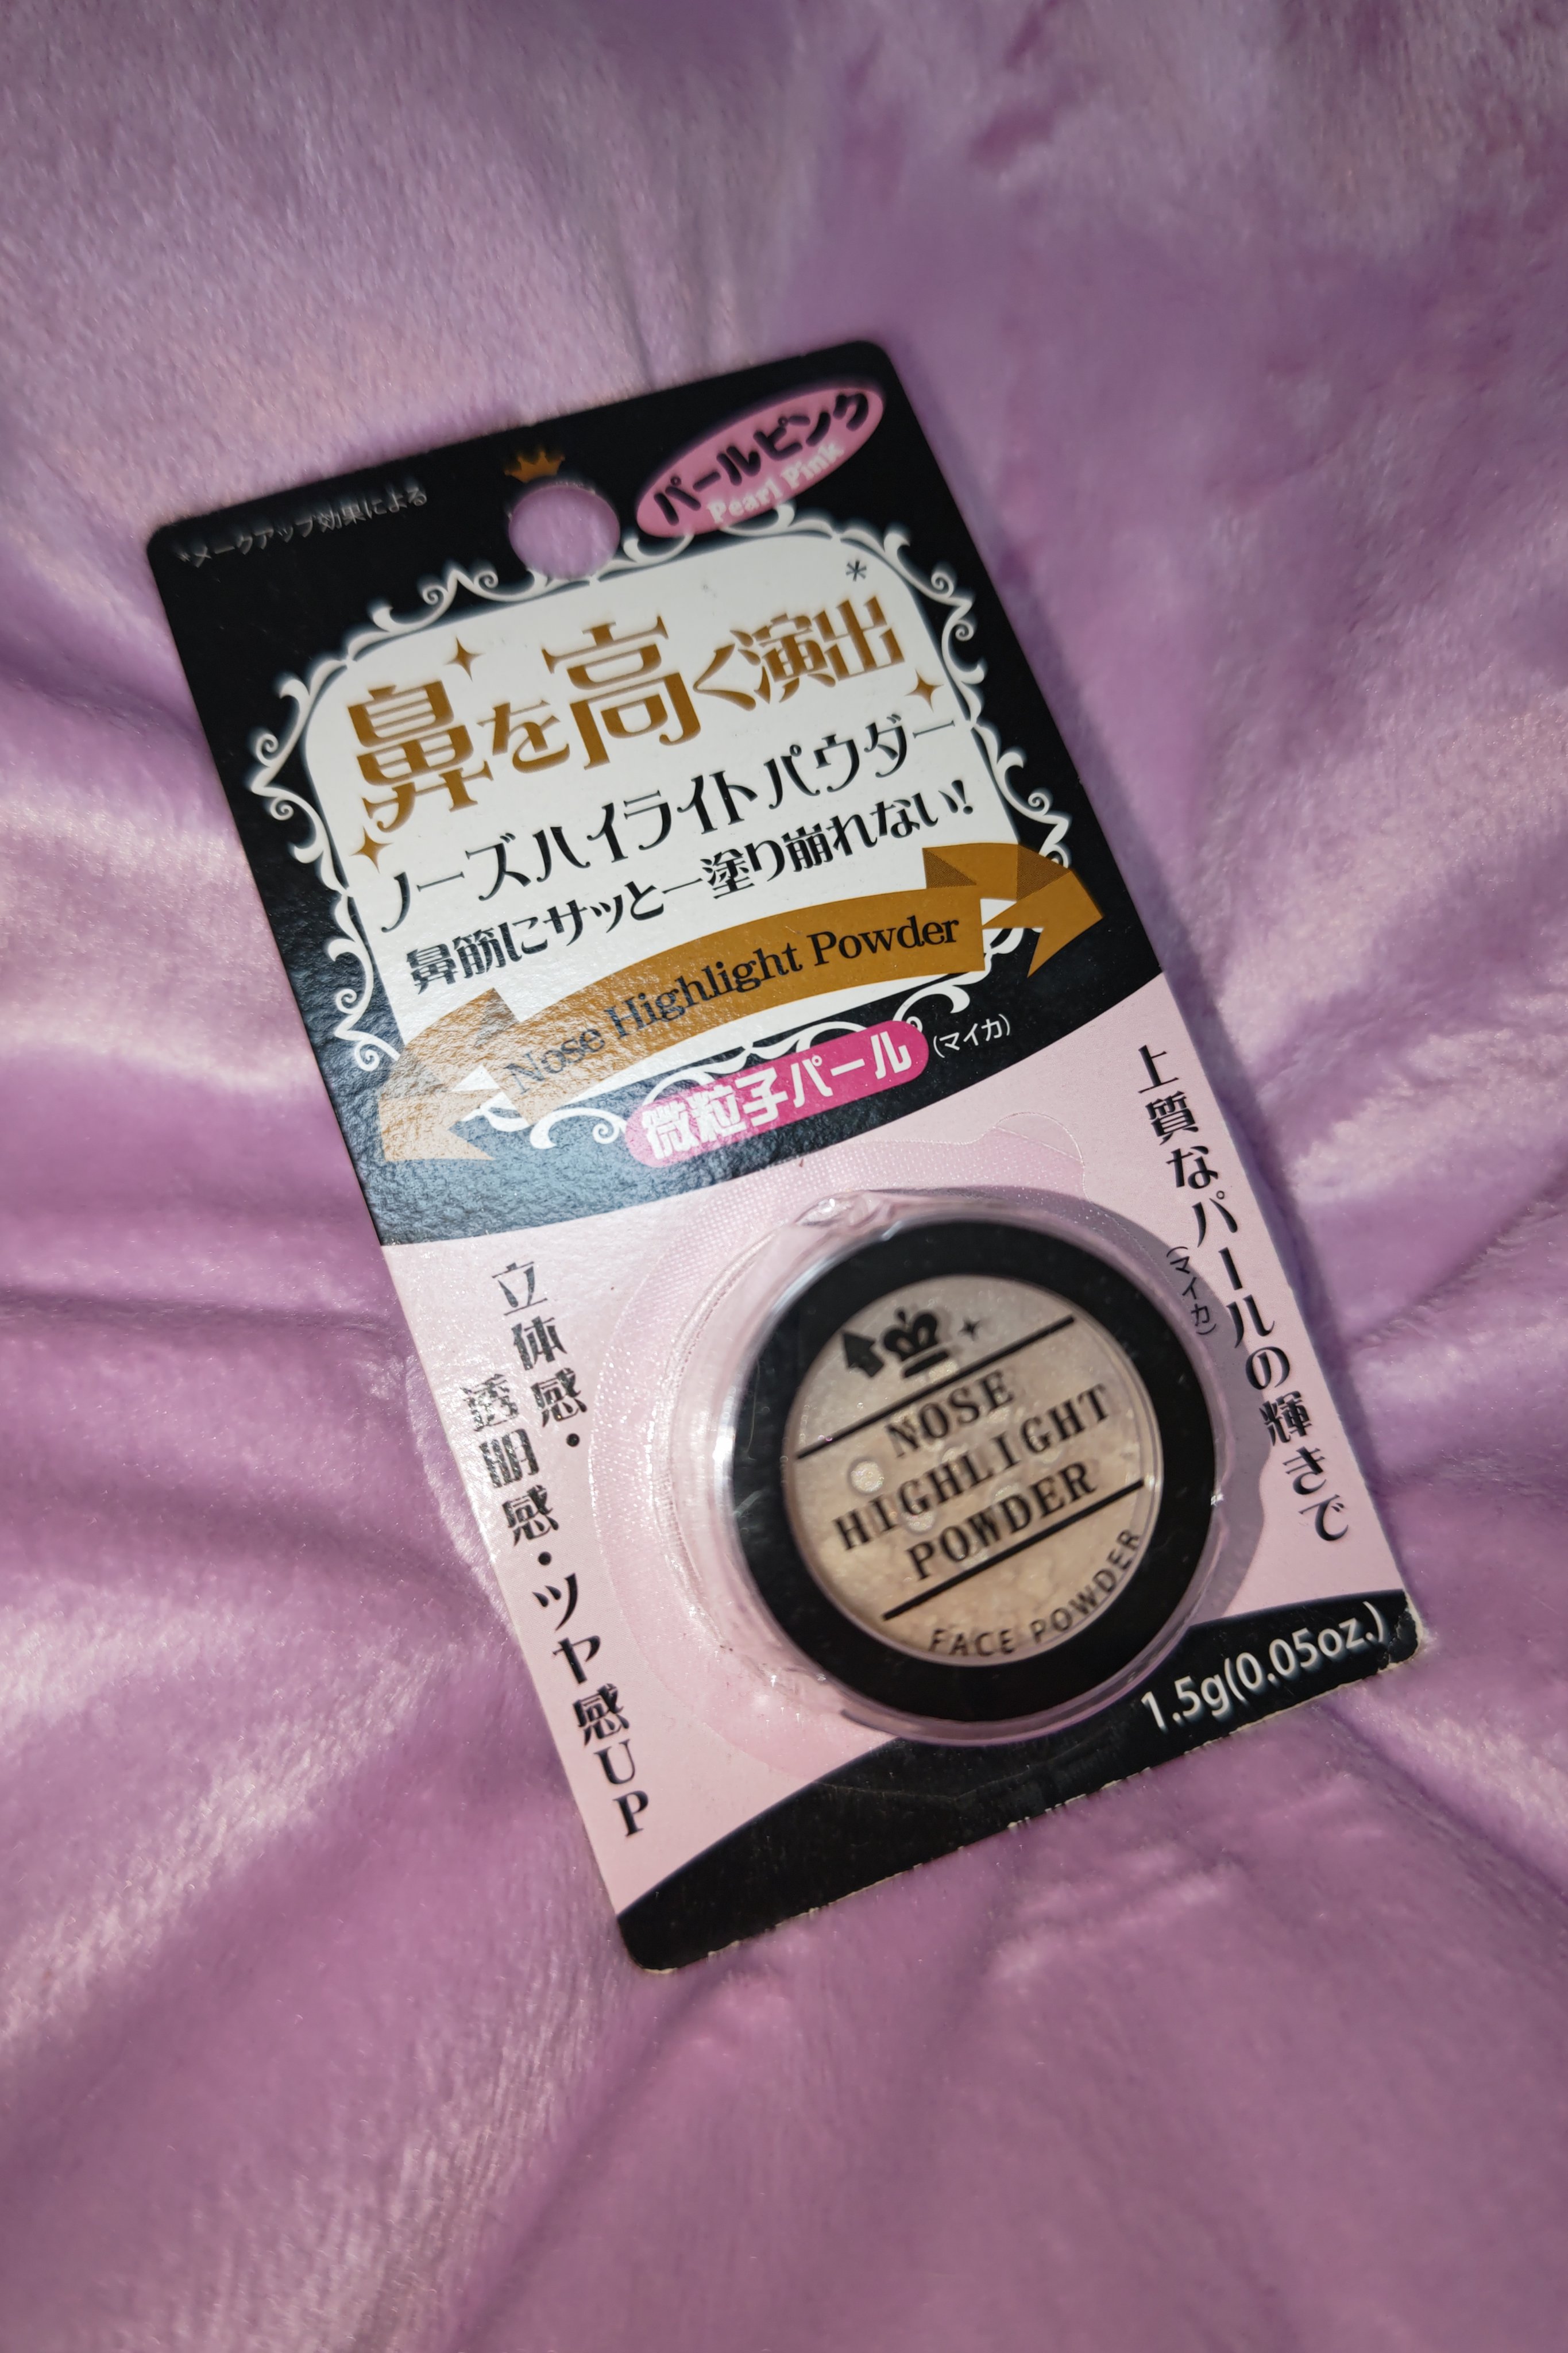 *メークアップ効果による
パールピンク
Pearl Pink
鼻を高く演出*
ノーズハイライトパウダー
鼻筋にサッと一塗り崩れない!
Nose Highlight Powder
微粒子パール(マイカ)
上質なパールの輝きで
(マイカ)
立体感・
透明感・ツヤ感UP
NOSE
HIGHLIGHT
POWDER
FACE POWDER
1.5g(0.05oz.)